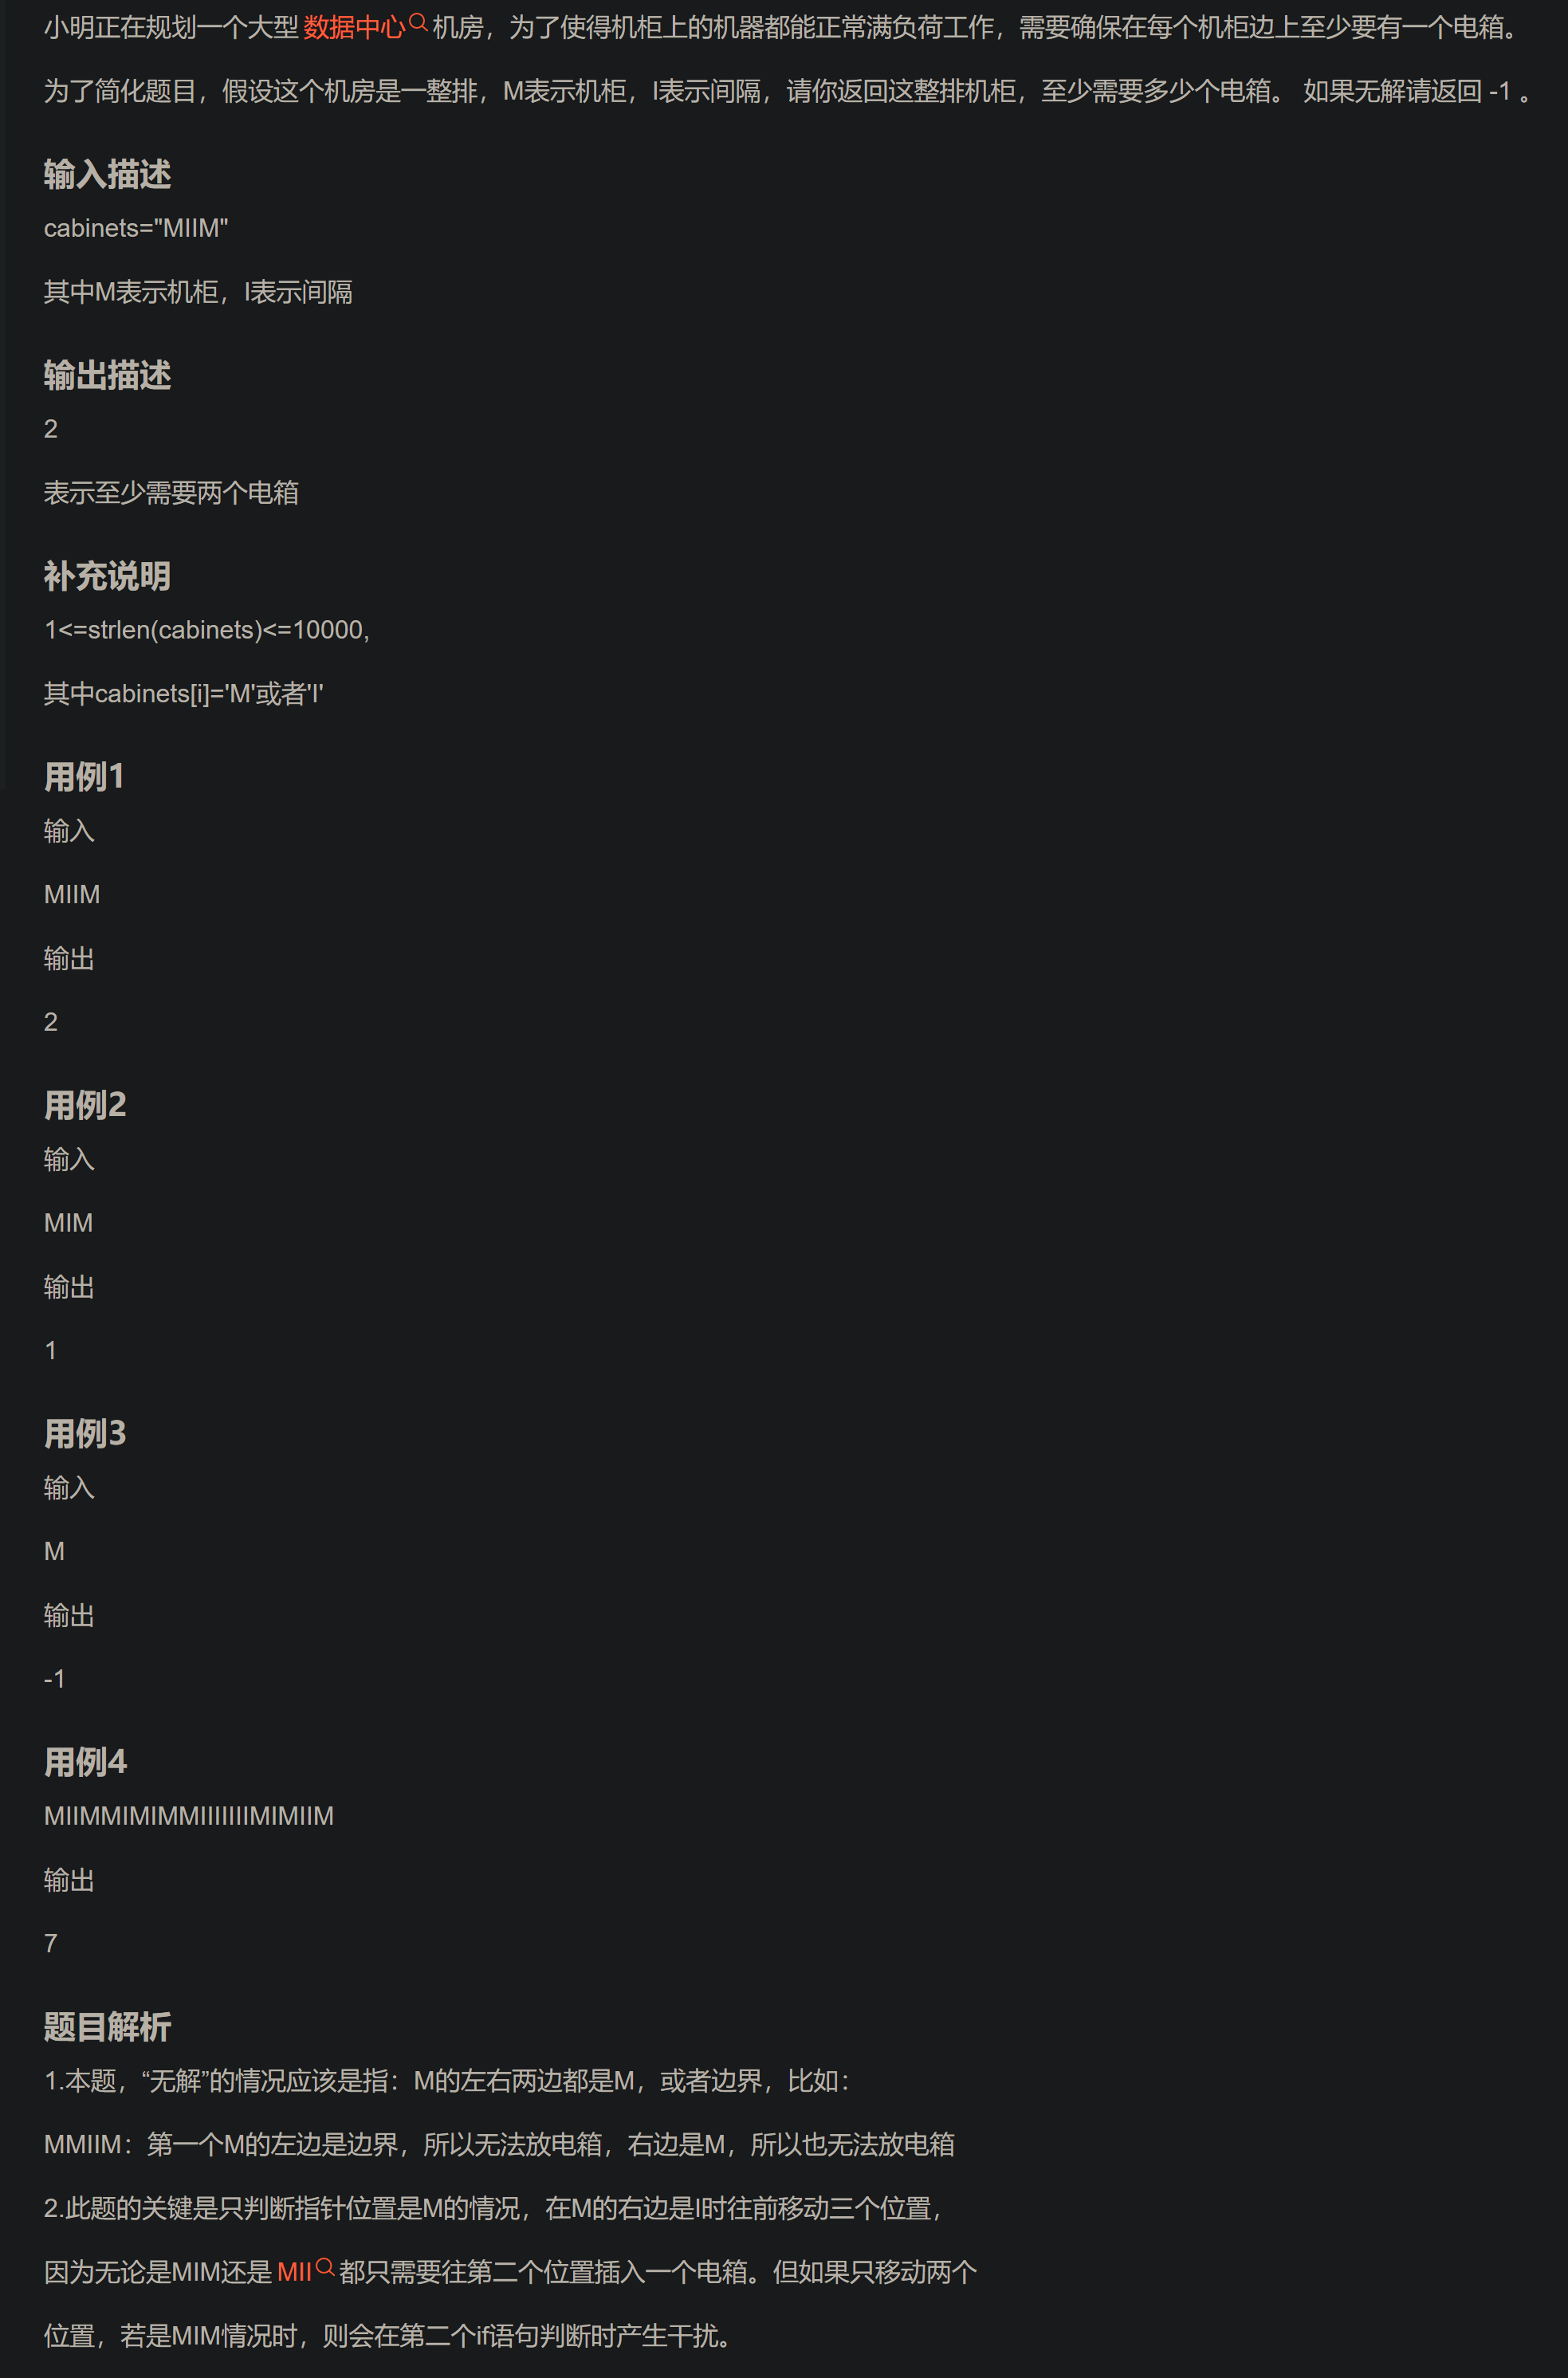 小明正在规划一个大型 数据中心 机房，为了使得机柜上的机器都能正常满负荷工作，需要确保在每个机柜边上至少要有一个电箱。
为了简化题目，假设这个机房是一整排，M表示机柜，I表示间隔，请你返回这整排机柜，至少需要多少个电箱。 如果无解请返回 -1 。
输入描述
cabinets="MIIM"
其中M表示机柜，I表示间隔
输出描述
2
表示至少需要两个电箱
补充说明
1<=strlen(cabinets)<=10000,
其中cabinets[i]='M'或者'I'
用例1
输入
MIIM
输出
2
用例2
输入
MIM
输出
1
用例3
输入
M
输出
-1
用例4
MIIMMIMIMMIIIIIIIMIMIIM
输出
7
题目解析
1.本题，“无解”的情况应该是指：M的左右两边都是M，或者边界，比如：
MMIIM：第一个M的左边是边界，所以无法放电箱，右边是M，所以也无法放电箱
2.此题的关键是只判断指针位置是M的情况，在M的右边是I时往前移动三个位置，
因为无论是MIM还是 MII 都只需要往第二个位置插入一个电箱。但如果只移动两个
位置，若是MIM情况时，则会在第二个if语句判断时产生干扰。